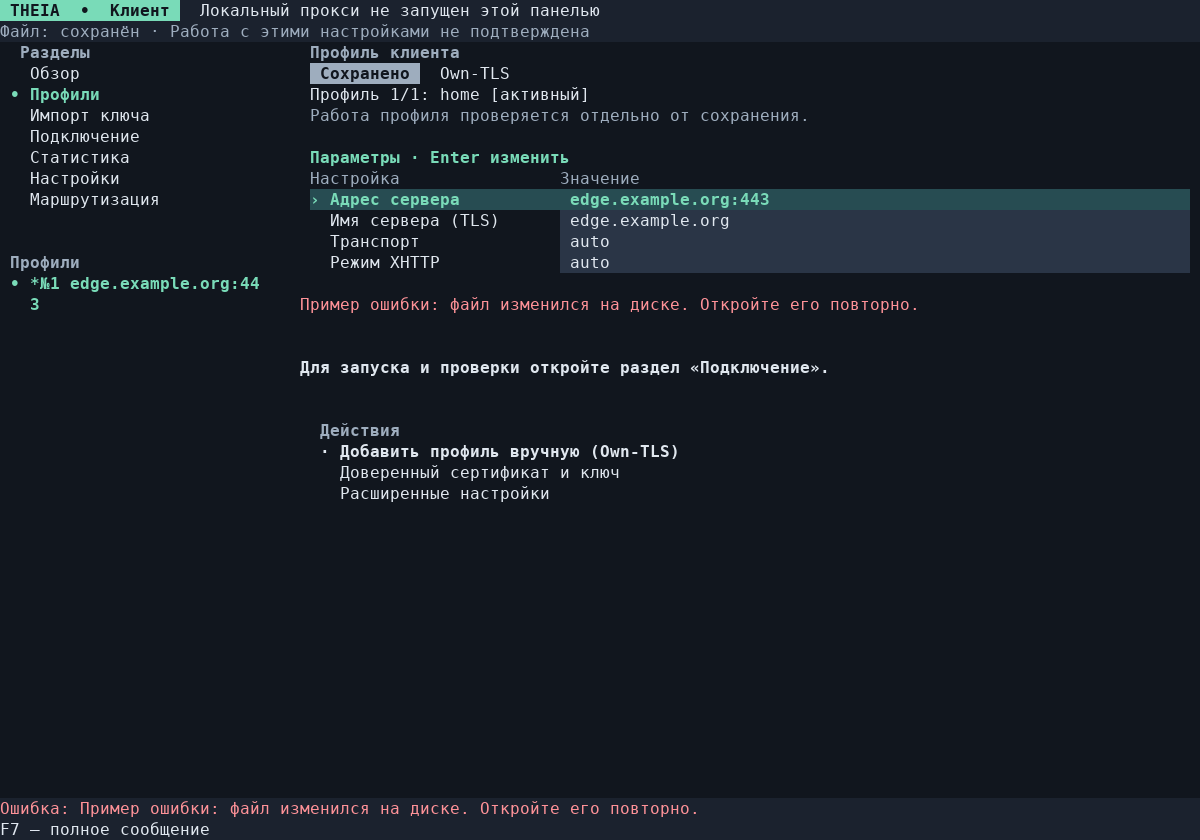 THEIA • Клиент Локальный прокси не запущен этой панелью
Файл: сохранён · Работа с этими настройками не подтверждена
Разделы
Обзор
• Профили
Импорт ключа
Подключение
Статистика
Настройки
Маршрутизация
Профили
• *№1 edge.example.org:44
3
Профиль клиента
Сохранено Own-TLS
Профиль 1/1: home [активный]
Работа профиля проверяется отдельно от сохранения.
Параметры · Enter изменить
Настройка Значение
› Адрес сервера edge.example.org:443
Имя сервера (TLS) edge.example.org
Транспорт auto
Режим XHTTP auto
Пример ошибки: файл изменился на диске. Откройте его повторно.
Для запуска и проверки откройте раздел «Подключение».
Действия
· Добавить профиль вручную (Own-TLS)
Доверенный сертификат и ключ
Расширенные настройки
Ошибка: Пример ошибки: файл изменился на диске. Откройте его повторно.
F7 — полное сообщение